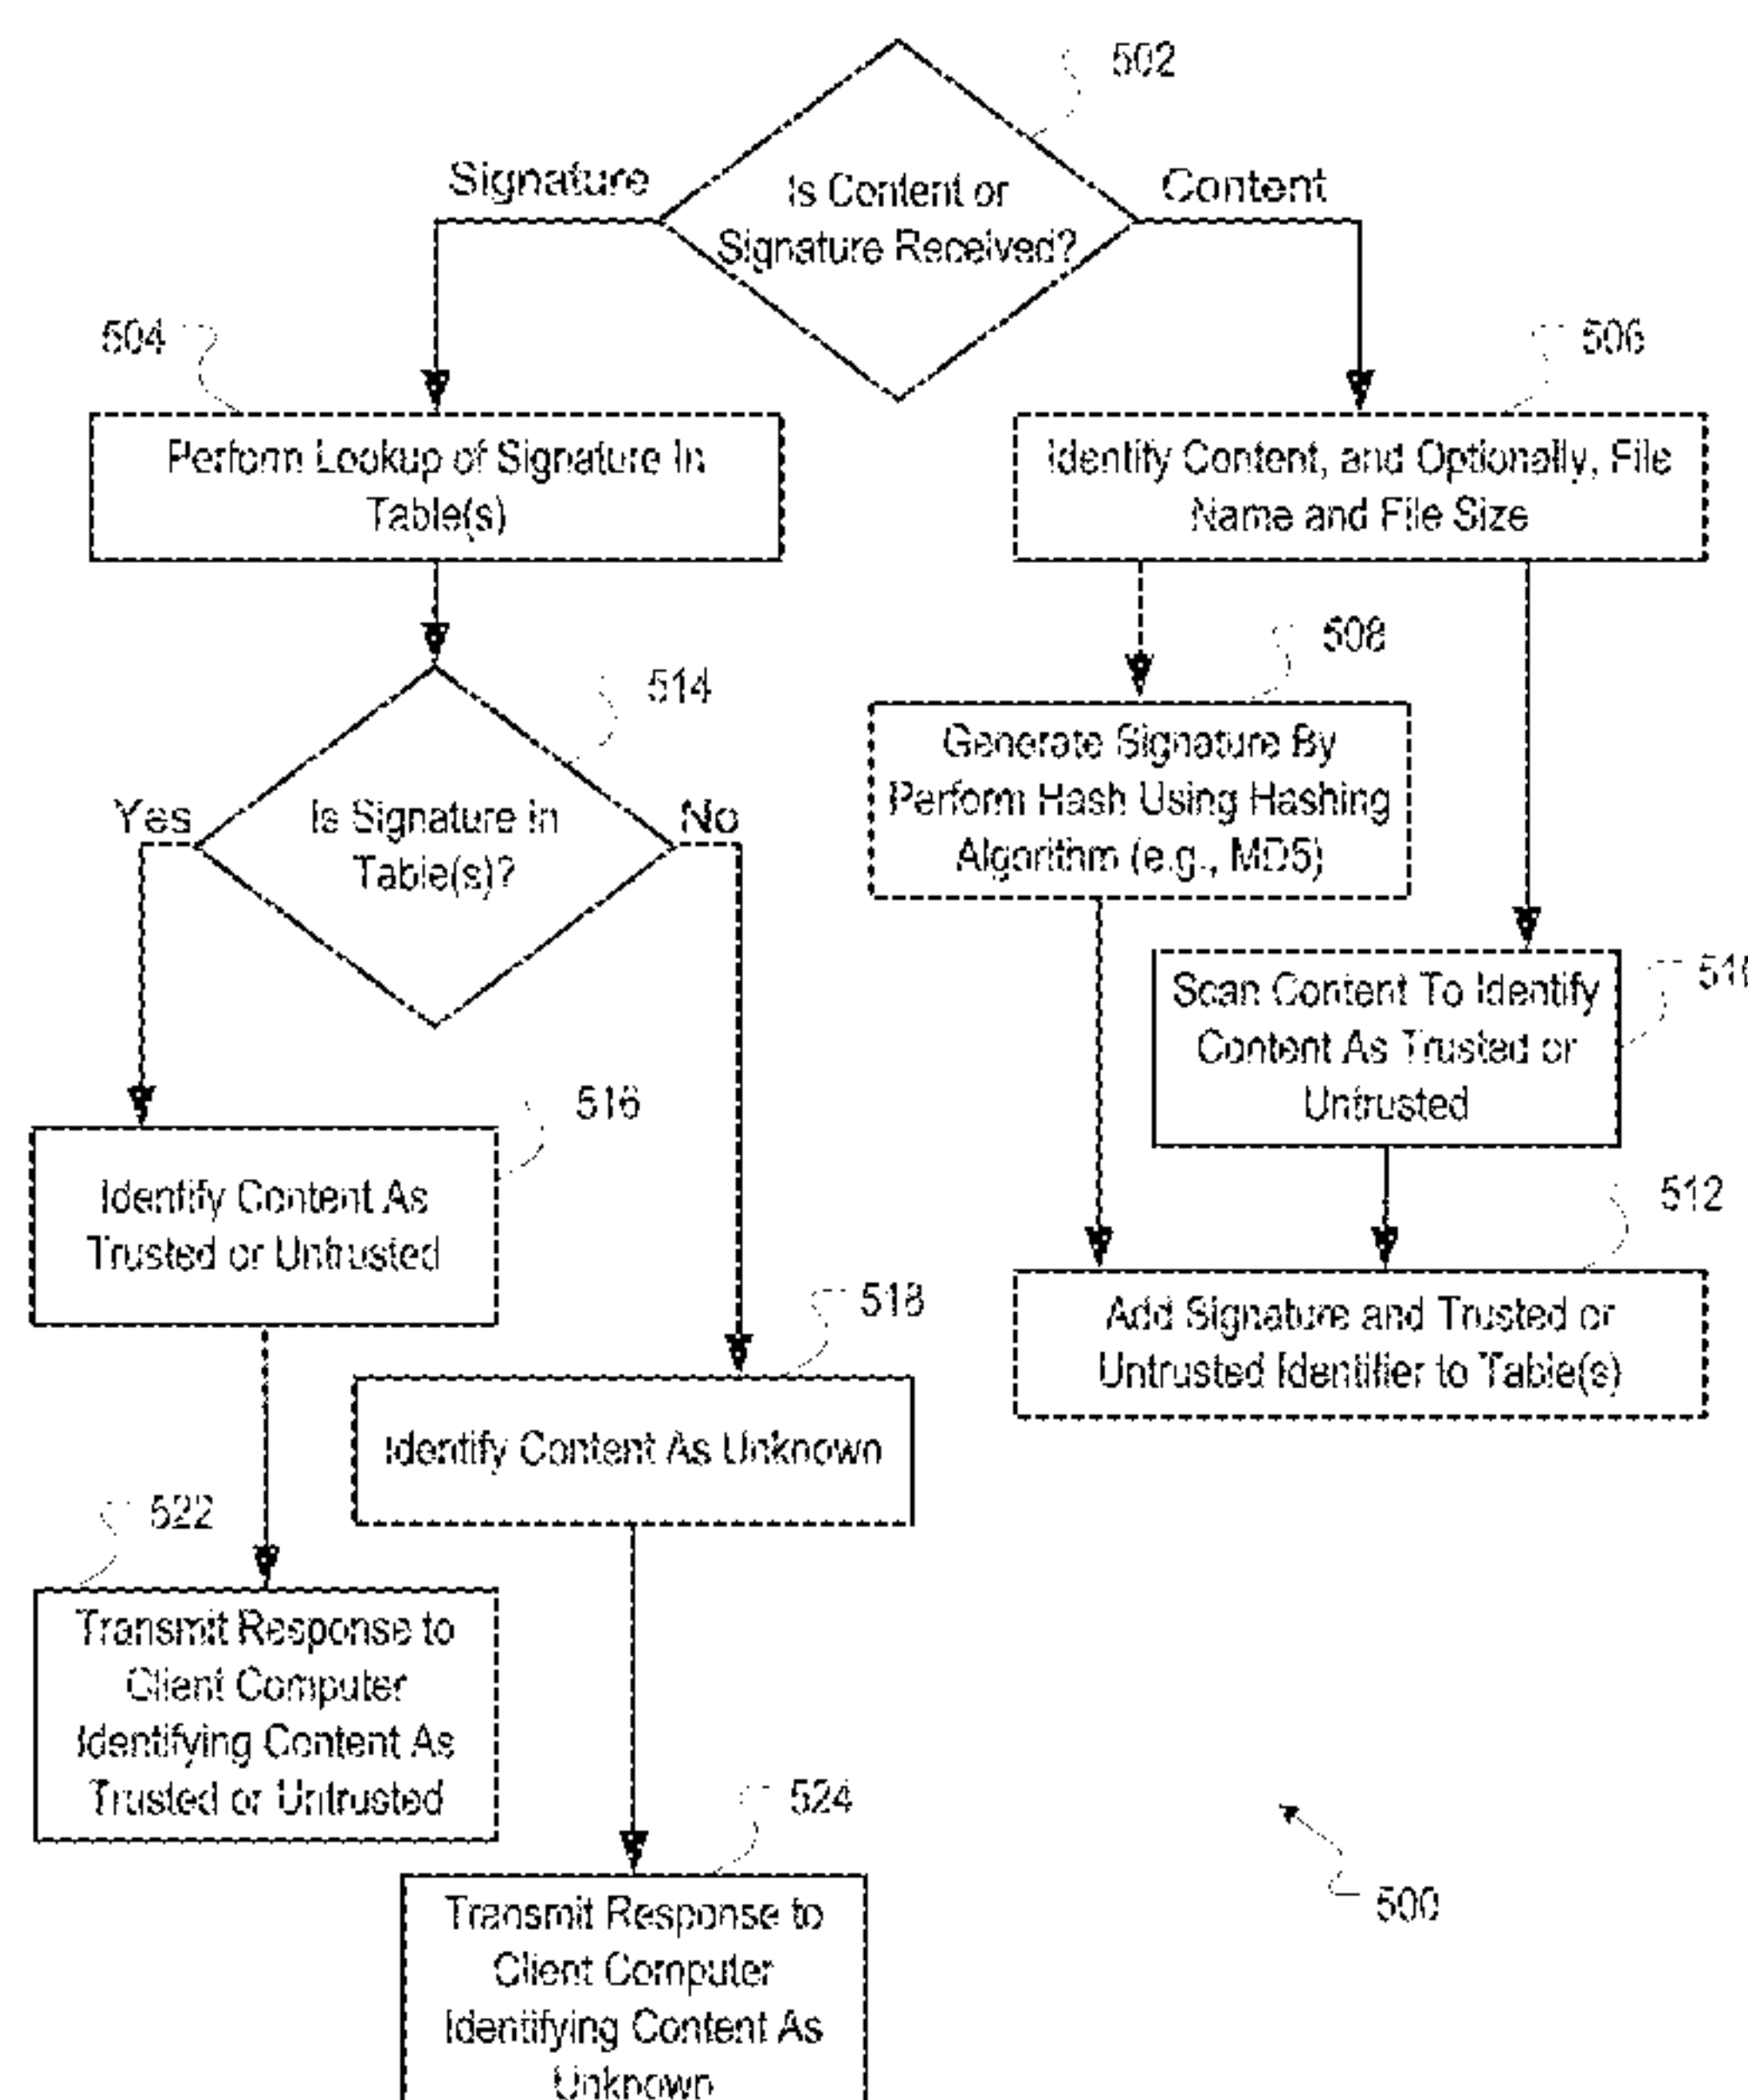 502
Signature
Is Content or
Signature Received?
Content
504
Perform Lookup of Signature In
Table(s)
506
Identify Content, and Optionally, File
Name and File Size
514
Yes
Is Signature in
Table(s)?
No
508
Generate Signature By
Perform Hash Using Hashing
Algorithm (e.g., MD5)
510
Scan Content To Identify
Content As Trusted or
Untrusted
516
Identify Content As
Trusted or Untrusted
512
Add Signature and Trusted or
Untrusted Identifier to Table(s)
518
Identify Content As Unknown
522
Transmit Response to
Client Computer
Identifying Content As
Trusted or Untrusted
524
Transmit Response to
Client Computer
Identifying Content As
Unknown
500